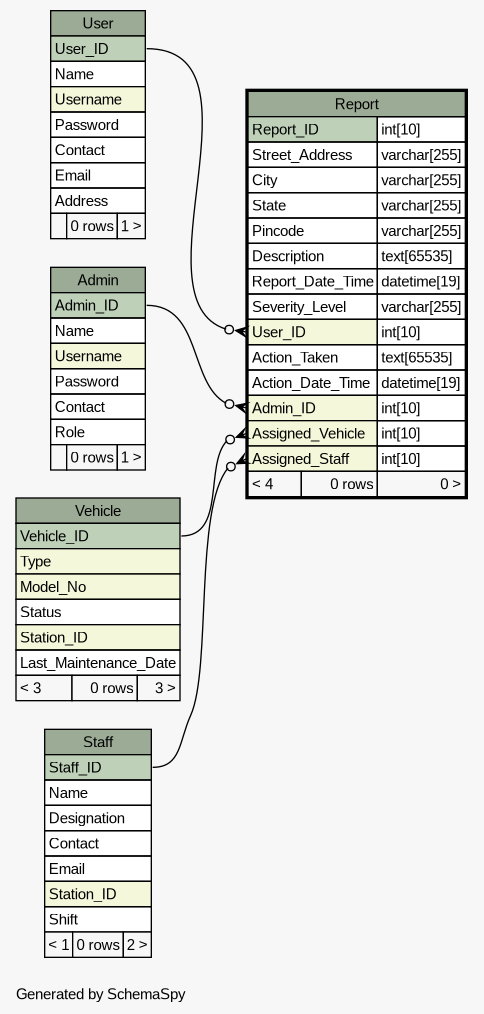 User
User_ID
Name
Username
Password
Contact
Email
Address
0 rows 1 >
Admin
Admin_ID
Name
Username
Password
Contact
Role
0 rows 1 >
Vehicle
Vehicle_ID
Type
Model_No
Status
Station_ID
Last_Maintenance_Date
< 3 0 rows 3 >
Staff
Staff_ID
Name
Designation
Contact
Email
Station_ID
Shift
< 1 0 rows 2 >
Report
Report_ID int[10]
Street_Address varchar[255]
City varchar[255]
State varchar[255]
Pincode varchar[255]
Description text[65535]
Report_Date_Time datetime[19]
Severity_Level varchar[255]
User_ID int[10]
Action_Taken text[65535]
Action_Date_Time datetime[19]
Admin_ID int[10]
Assigned_Vehicle int[10]
Assigned_Staff int[10]
< 4 0 rows 0 >
Generated by SchemaSpy